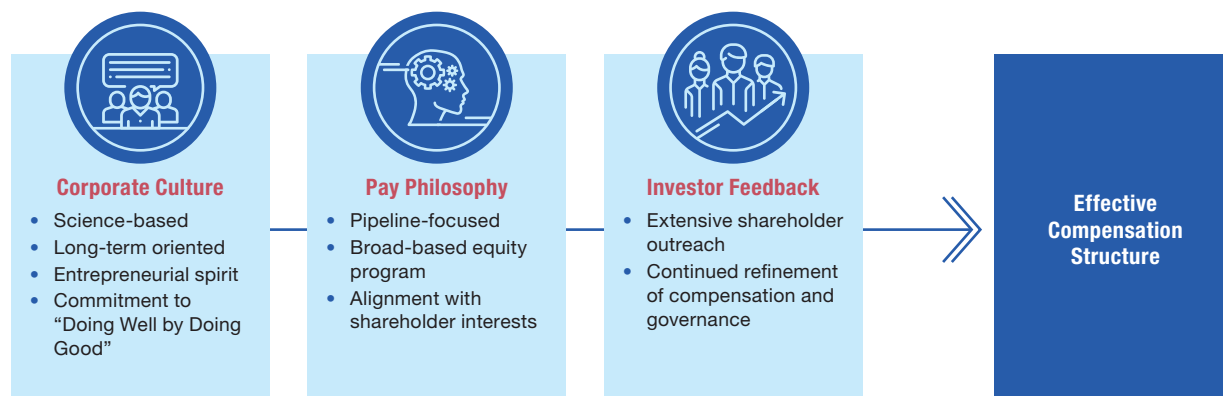 Corporate Culture
• Science-based
• Long-term oriented
• Entrepreneurial spirit
• Commitment to
“Doing Well by Doing
Good”
Pay Philosophy
• Pipeline-focused
• Broad-based equity
program
• Alignment with
shareholder interests
Investor Feedback
• Extensive shareholder
outreach
• Continued refinement
of compensation and
governance
Effective
Compensation
Structure